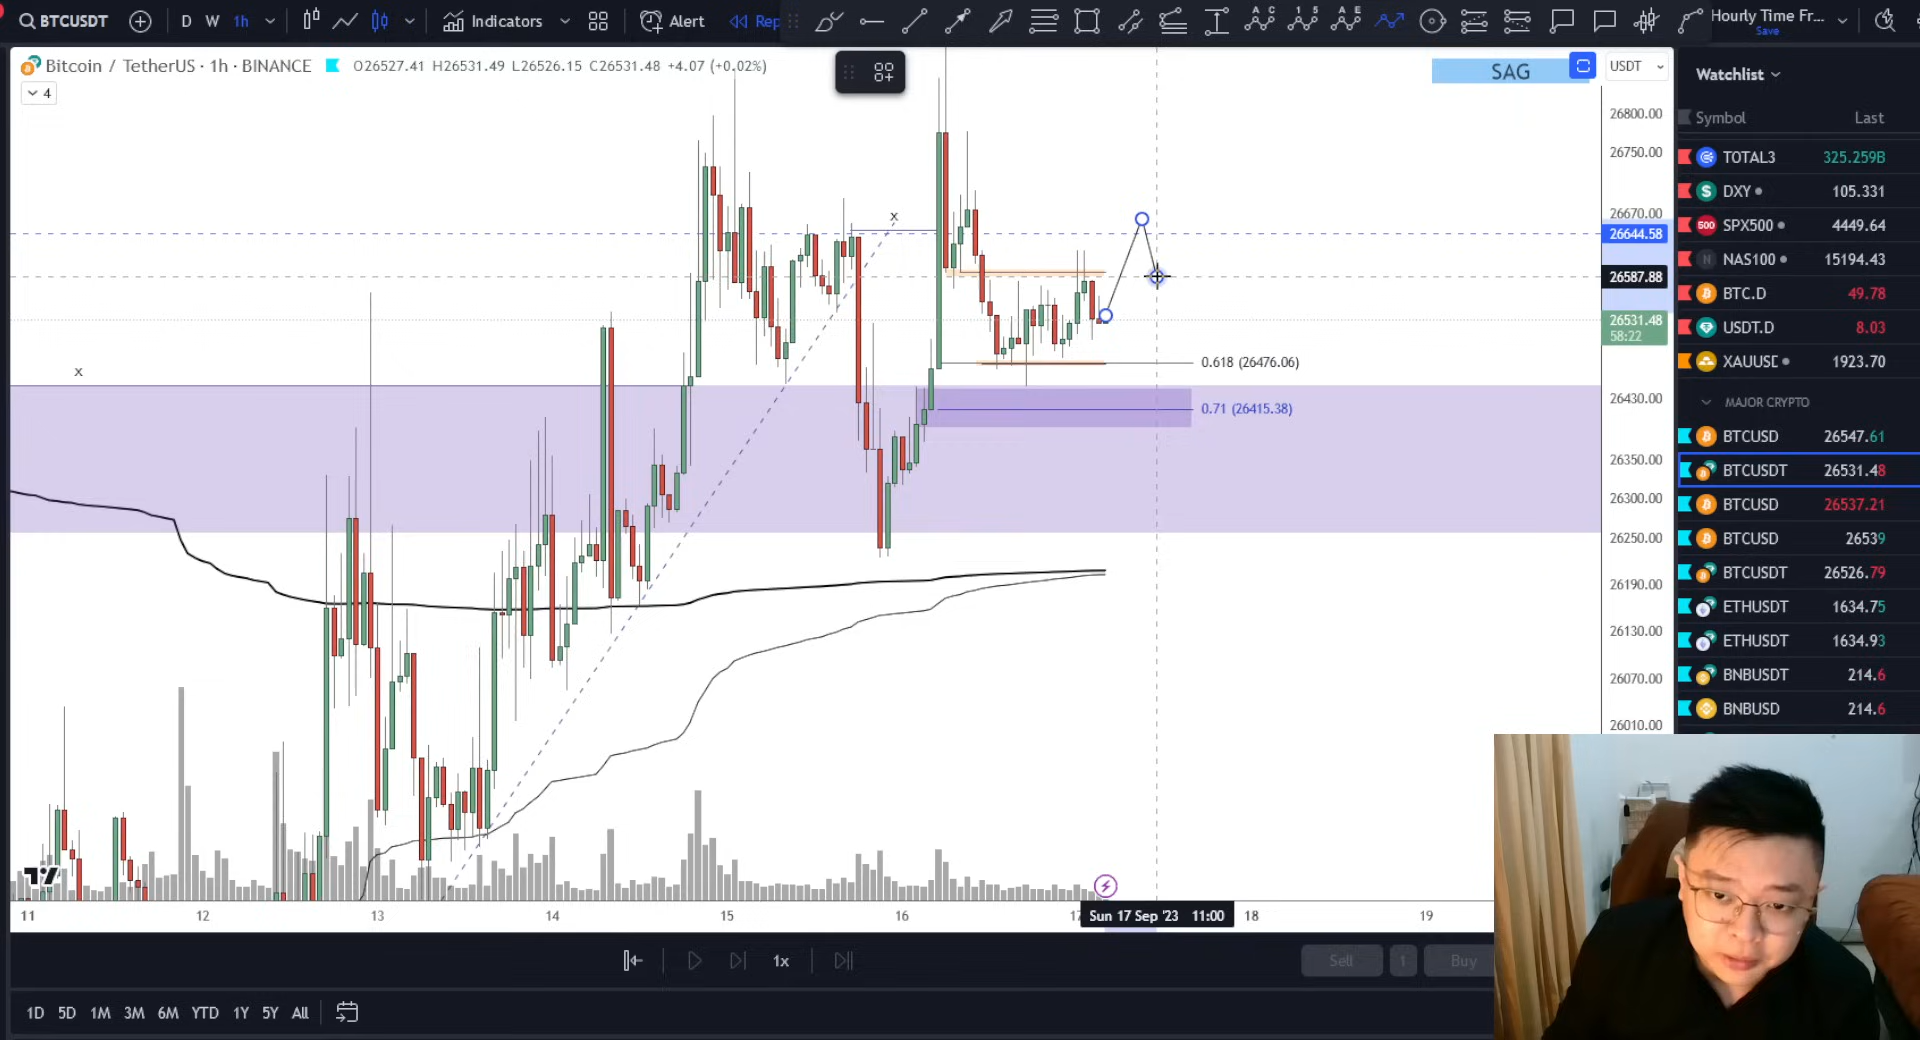 BTCUSDT D W 1h Indicators Alert Rep Hourly Time Fr...
Save
Bitcoin / TetherUS · 1h · BINANCE O26527.41 H26531.49 L26526.15 C26531.48 +4.07 (+0.02%)
4
SAG
USDT
26800.00
26750.00
26670.00
26644.58
26587.88
26531.48
58:22
26430.00
26350.00
26300.00
26250.00
26190.00
26130.00
26070.00
26010.00
x
x
0.618 (26476.06)
0.71 (26415.38)
11 12 13 14 15 16 17 Sun 17 Sep '23 11:00 18 19
1x
Sell 1 Buy
1D 5D 1M 3M 6M YTD 1Y 5Y All
Watchlist
Symbol Last
TOTAL3 325.259B
DXY 105.331
500 SPX500 4449.64
N NAS100 15194.43
BTC.D 49.78
USDT.D 8.03
XAUUSD 1923.70
MAJOR CRYPTO
BTCUSD 26547.61
BTCUSDT 26531.48
BTCUSD 26537.21
BTCUSD 26539
BTCUSDT 26526.79
ETHUSDT 1634.75
ETHUSDT 1634.93
BNBUSDT 214.6
BNBUSD 214.6